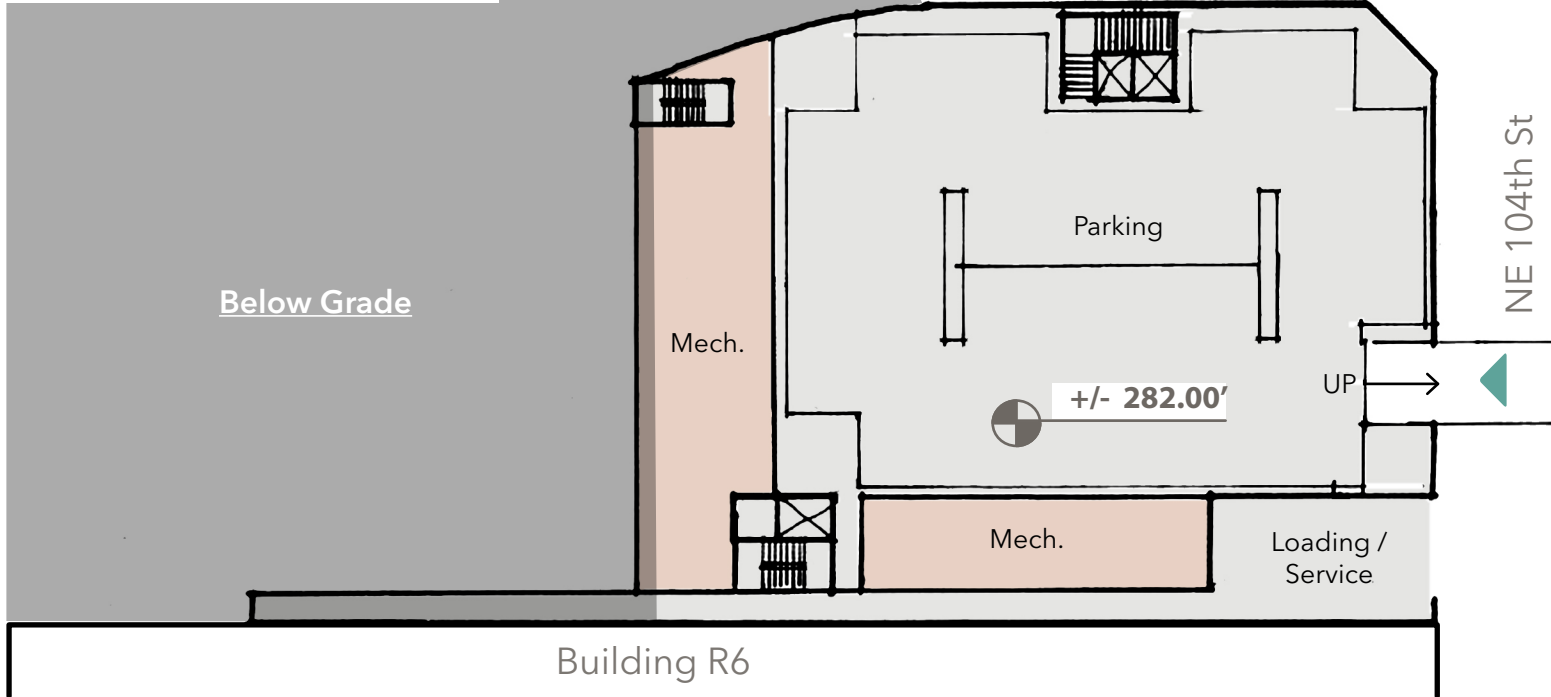 NE 104th St
Parking
Below Grade
Mech.
UP
+/- 282.00’
Mech.
Loading /
Service
Building R6